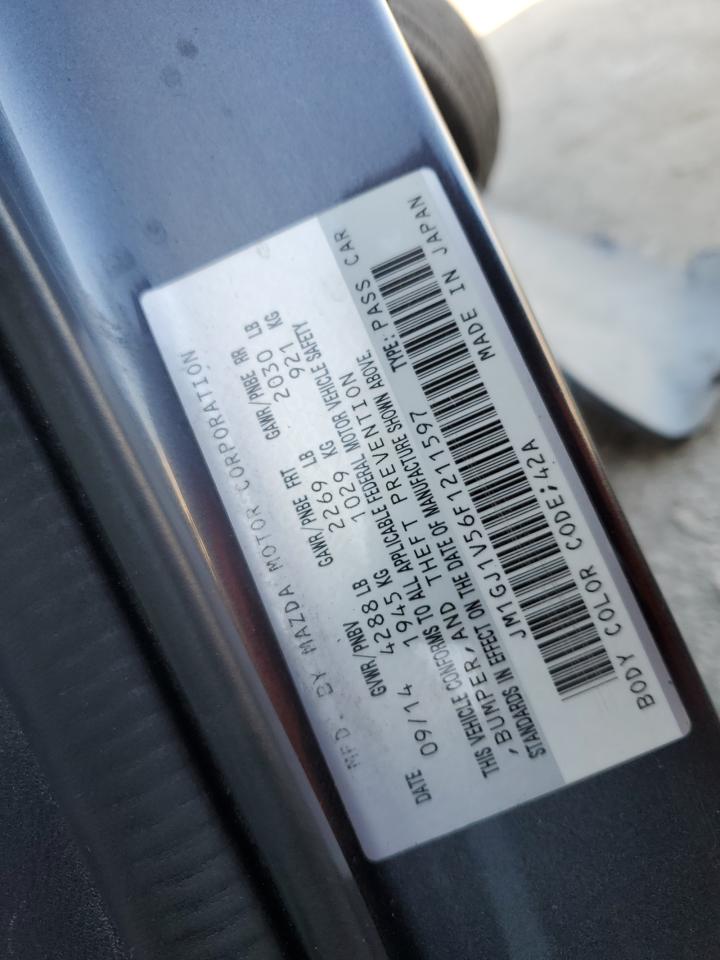 MFD. BY MAZDA MOTOR CORPORATION
DATE GVWR/PNBV GAWR/PNBE FRT GAWR/PNBE RR
09/14 4288 LB 2269 LB 2030 LB
1945 KG 1029 KG 921 KG
THIS VEHICLE CONFORMS TO ALL APPLICABLE FEDERAL MOTOR VEHICLE SAFETY
,BUMPER,AND THEFT PREVENTION
STANDARDS IN EFFECT ON THE DATE OF MANUFACTURE SHOWN ABOVE.
JM1GJ1V56F1211597 TYPE: PASS CAR
BODY COLOR CODE:42A MADE IN JAPAN